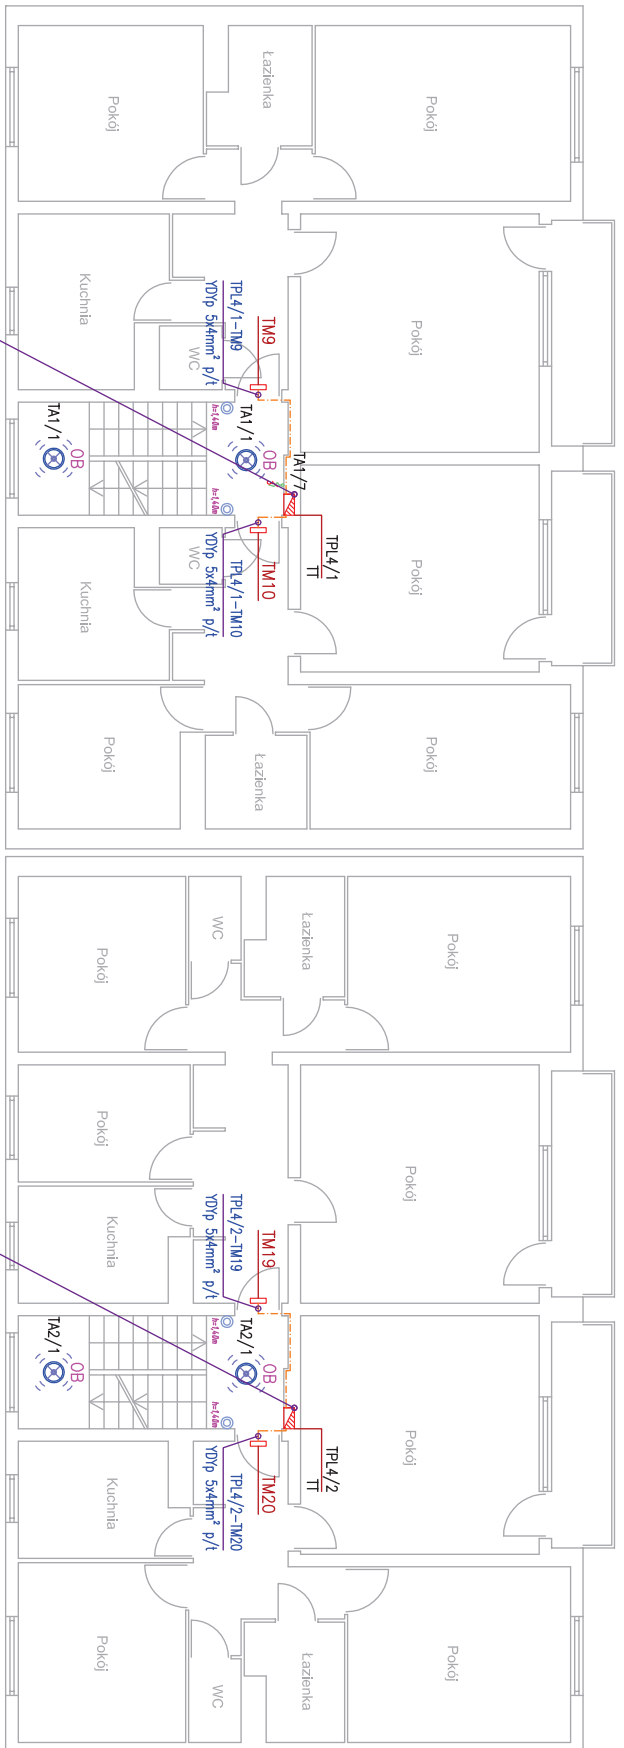 Pokój
Łazienka
Pokój
Kuchnia
Pokój
TPL4/1-TM9
YDYp 5x4mm² p/t
TM9
WC
TA1/1
h=1,40m
TA1/1
OB
OB
TA1/7
h=1,40m
TPL4/1
TT
WC
TM10
TPL4/1-TM10
YDYp 5x4mm² p/t
Kuchnia
Pokój
Pokój
Łazienka
Pokój
Pokój
WC
Łazienka
Pokój
Pokój
Pokój
Kuchnia
TPL4/2-TM19
YDYp 5x4mm² p/t
TM19
TA2/1
h=1,40m
TA2/1
OB
OB
h=1,40m
TPL4/2
TT
Pokój
TM20
TPL4/2-TM20
YDYp 5x4mm² p/t
Kuchnia
Pokój
WC
Łazienka
Pokój